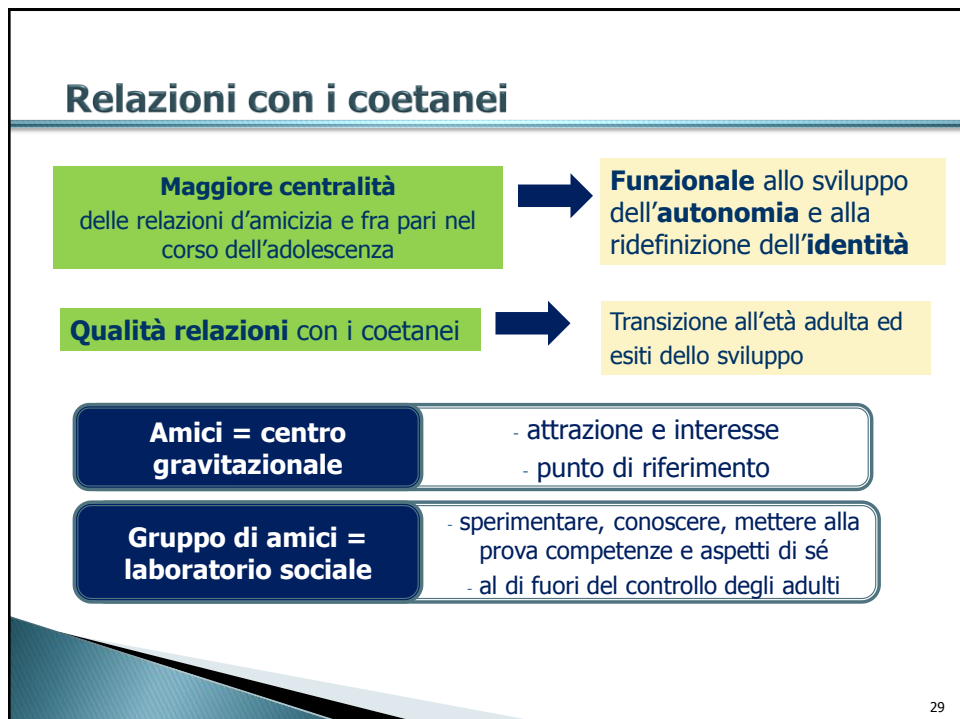 Relazioni con i coetanei
Maggiore centralità
delle relazioni d'amicizia e fra pari nel
corso dell'adolescenza
Funzionale allo sviluppo
dell'autonomia e alla
ridefinizione dell'identità
Qualità relazioni con i coetanei
Transizione all'età adulta ed
esiti dello sviluppo
Amici = centro
gravitazionale
- attrazione e interesse
- punto di riferimento
Gruppo di amici =
laboratorio sociale
- sperimentare, conoscere, mettere alla
prova competenze e aspetti di sé
- al di fuori del controllo degli adulti
29